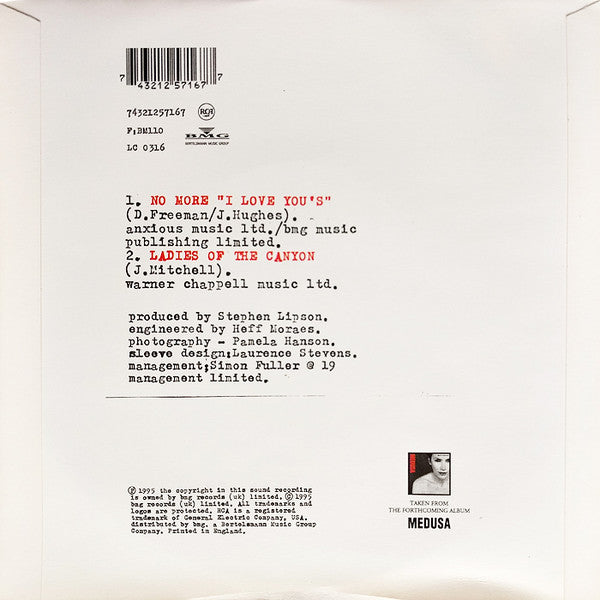 7 43212 57167 7
74321257167 RCA
F:BM110 BMG
BERTELSMANN MUSIC GROUP
LC 0316
1. NO MORE "I LOVE YOU'S"
(D.Freeman/J.Hughes).
anxious music ltd./bmg music
publishing limited.
2. LADIES OF THE CANYON
(J.Mitchell).
warner chappell music ltd.
produced by Stephen Lipson.
engineered by Heff Moraes.
photography - Pamela Hanson.
sleeve design:Laurence Stevens.
management;Simon Fuller @ 19
management limited.
℗ 1995 the copyright in this sound recording
is owned by bmg records (uk) limited. © 1995
bmg records (uk) limited. All trademarks and
logos are protected. RCA is a registered
trademark of General Electric Company, USA.
distributed by bmg. a Bertelsmann Music Group
Company. Printed in England.
MEDUSA
TAKEN FROM
THE FORTHCOMING ALBUM
MEDUSA